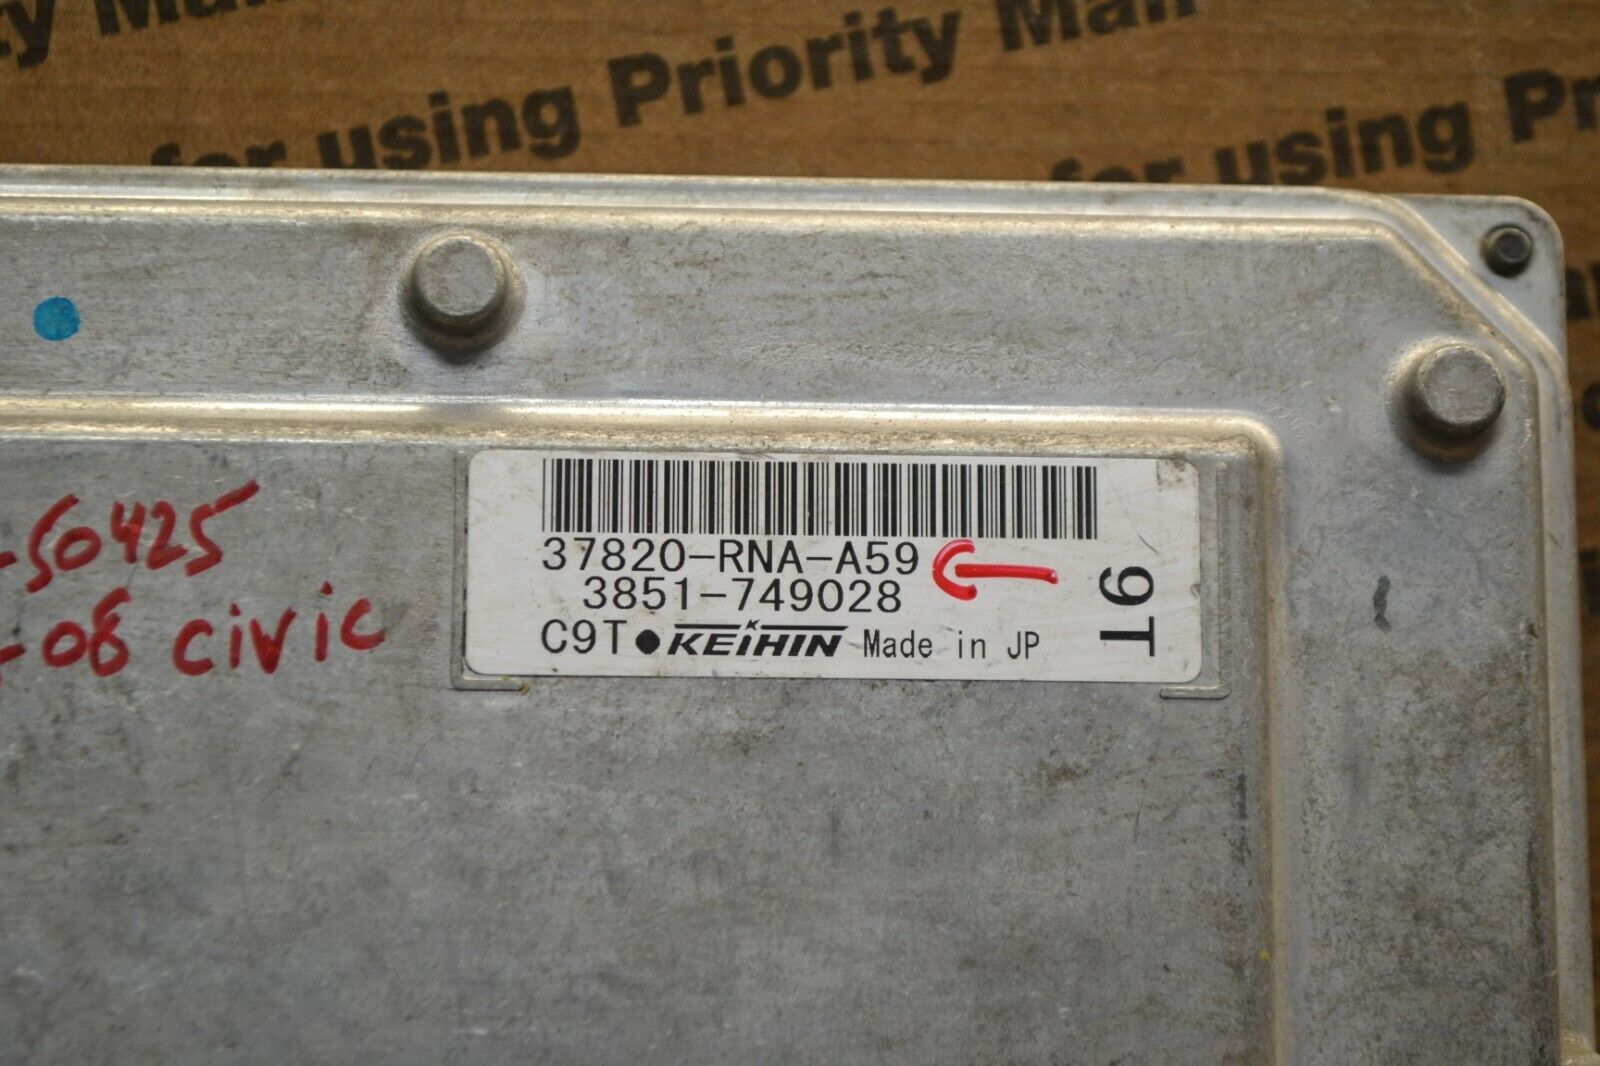 for using Priority Mail
for using Pr
-50425
-08 civic
37820-RNA-A59
3851-749028
C9T●KEIHIN Made in JP
9T